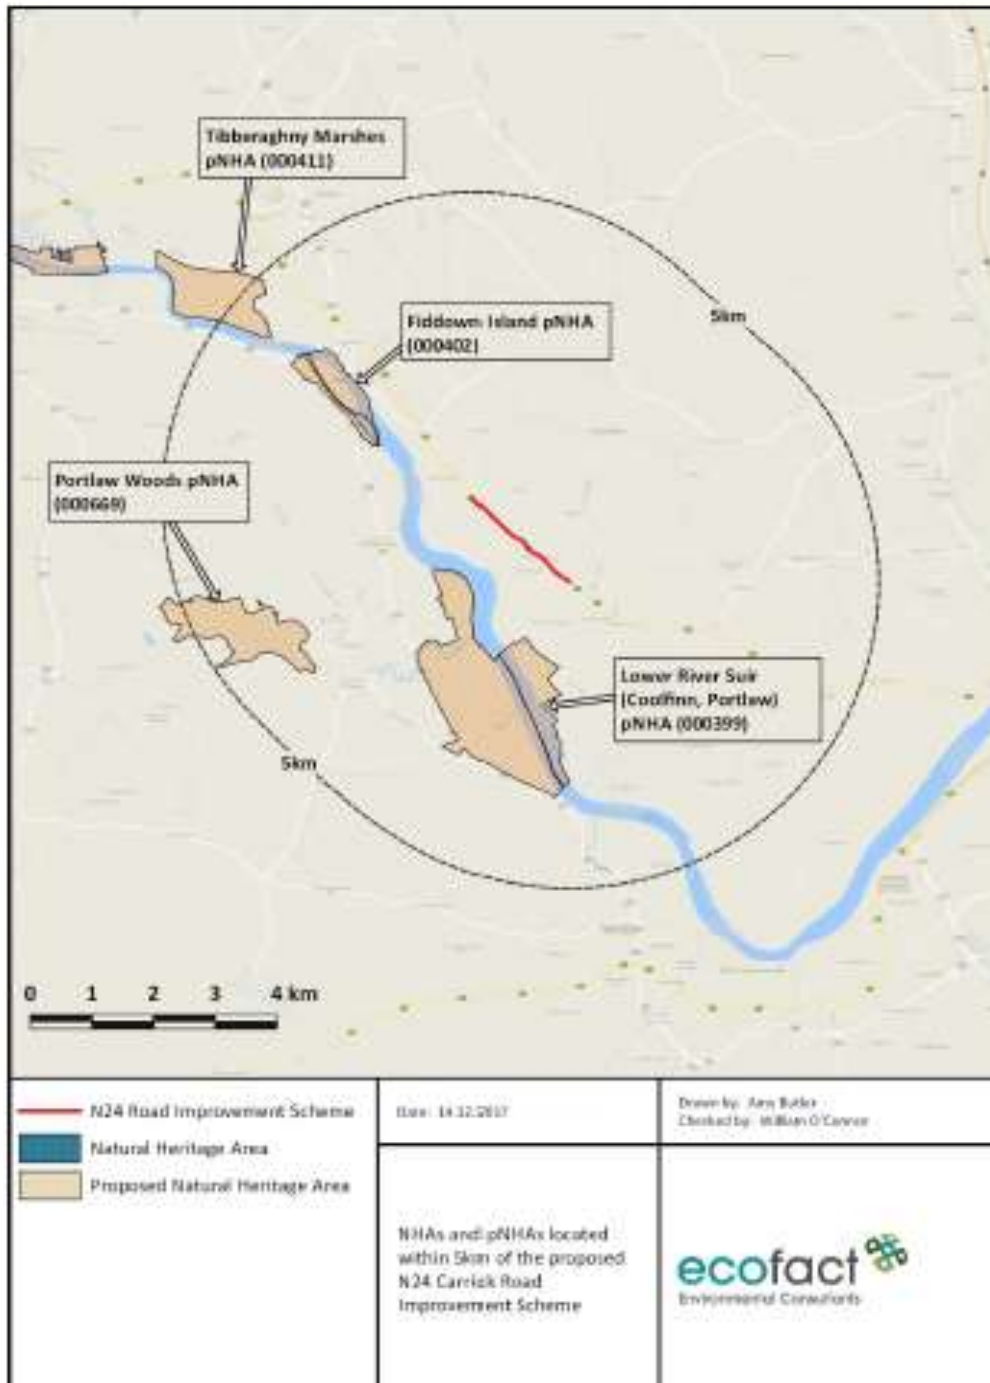 Tibberaghny Marshes
pNHA (000411)
Fiddown Island pNHA
(000402)
5km
Portlaw Woods pNHA
(000669)
Lower River Suir
(Coolfinn, Portlaw)
pNHA (000399)
5km
0 1 2 3 4 km
N24 Road Improvement Scheme
Natural Heritage Area
Proposed Natural Heritage Area
Date: 14.12.2017
Drawn by: Amy Butler
Checked by: William O'Connor
NHAs and pNHAs located
within 5km of the proposed
N24 Carrick Road
Improvement Scheme
ecofact
Environmental Consultants